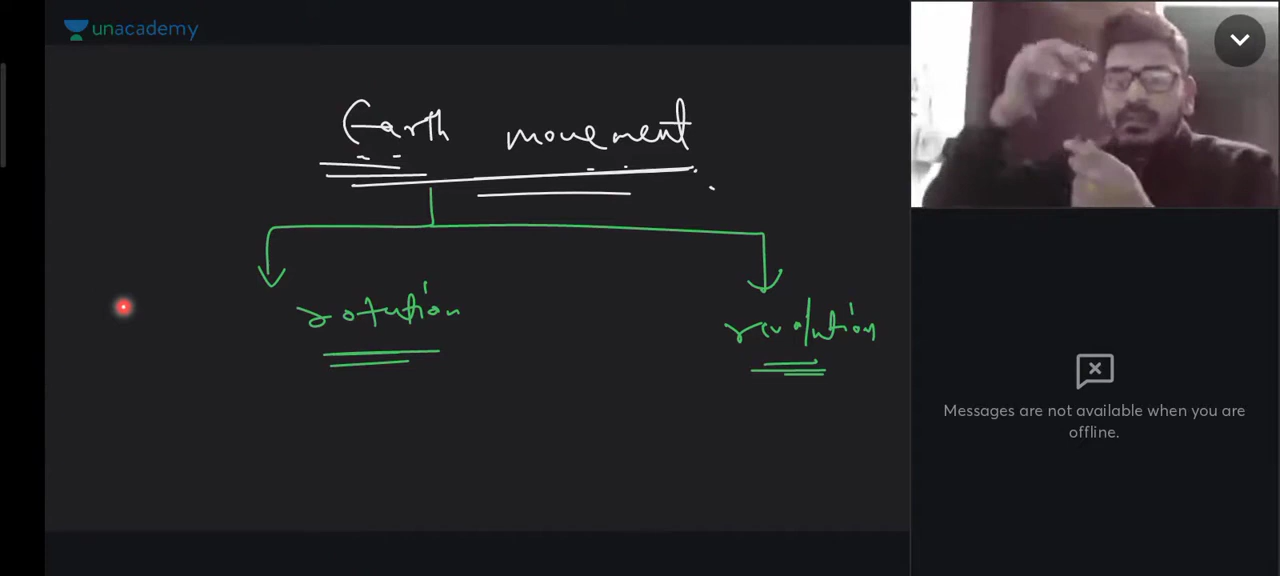 unacademy
Earth movement
rotation
revolution
Messages are not available when you are
offline.